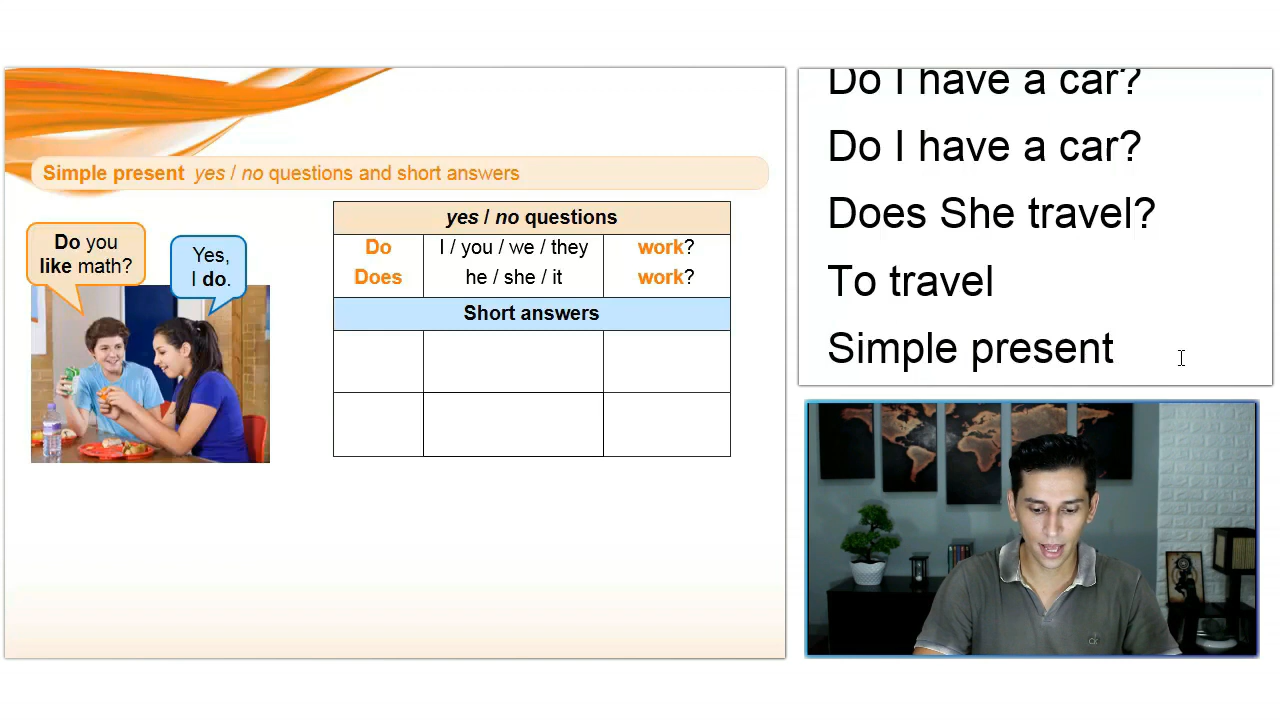 Simple present yes / no questions and short answers
Do you
like math?
Yes,
I do.
yes / no questions
Do I / you / we / they work?
Does he / she / it work?
Short answers
Do I have a car?
Do I have a car?
Does She travel?
To travel
Simple present